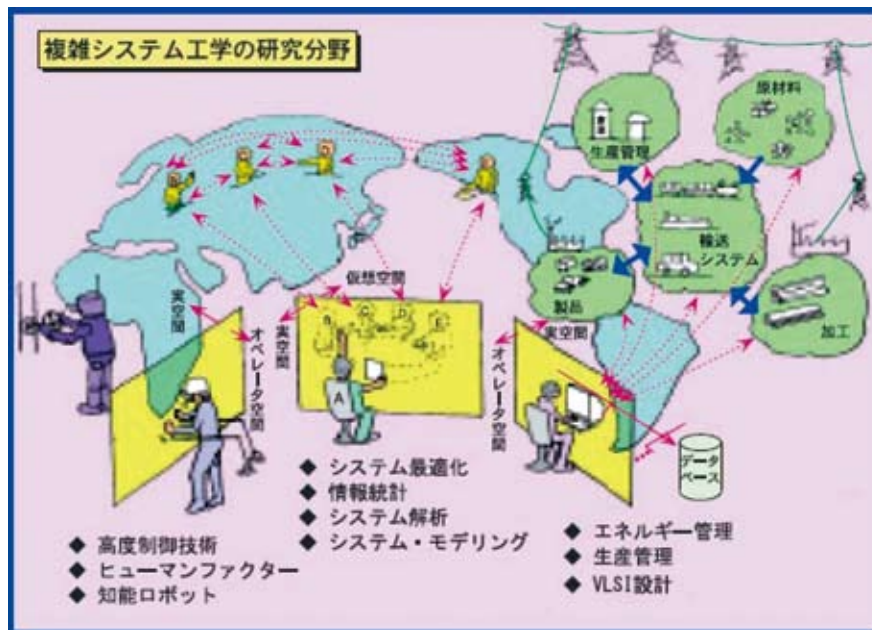 複雑システム工学の研究分野
原材料
生産管理
輸送
システム
製品
加工
仮想空間
実空間
オペレータ空間
実空間
オペレータ空間
実空間
A
B
C
D
E
データ
ベース
◆ システム最適化
◆ 情報統計
◆ システム解析
◆ システム・モデリング
◆ 高度制御技術
◆ ヒューマンファクター
◆ 知能ロボット
◆ エネルギー管理
◆ 生産管理
◆ VLSI設計